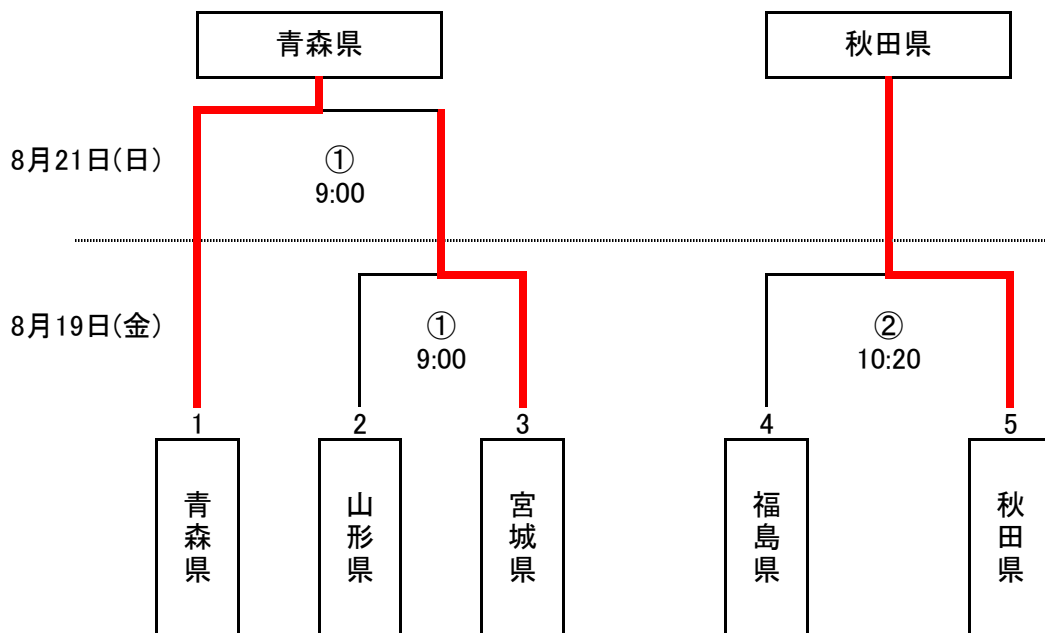 青森県
秋田県
8月21日(日)
①
9:00
8月19日(金)
①
9:00
②
10:20
1
2
3
4
5
青森県
山形県
宮城県
福島県
秋田県